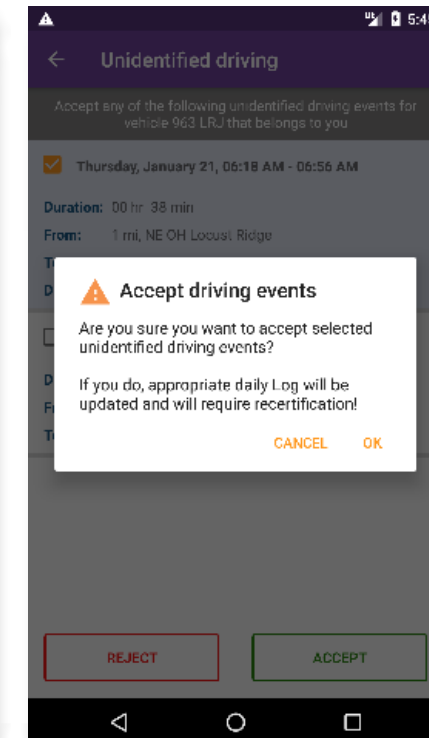 5:4
Unidentified driving
Accept any of the following unidentified driving events for
vehicle 963 LRJ that belongs to you
Thursday, January 21, 06:18 AM - 06:56 AM
Duration: 00 hr 38 min
From: 1 mi, NE OH Locust Ridge
T
D
Accept driving events
Are you sure you want to accept selected
unidentified driving events?
If you do, appropriate daily Log will be
updated and will require recertification!
D
F
T
CANCEL OK
REJECT ACCEPT